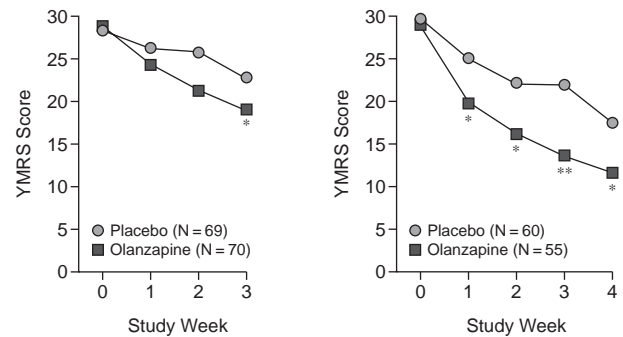 30
25
20
15
10
5
0
YMRS Score
*
Placebo (N = 69)
Olanzapine (N = 70)
0 1 2 3
Study Week
30
25
20
15
10
5
0
YMRS Score
*
*
**
*
Placebo (N = 60)
Olanzapine (N = 55)
0 1 2 3 4
Study Week